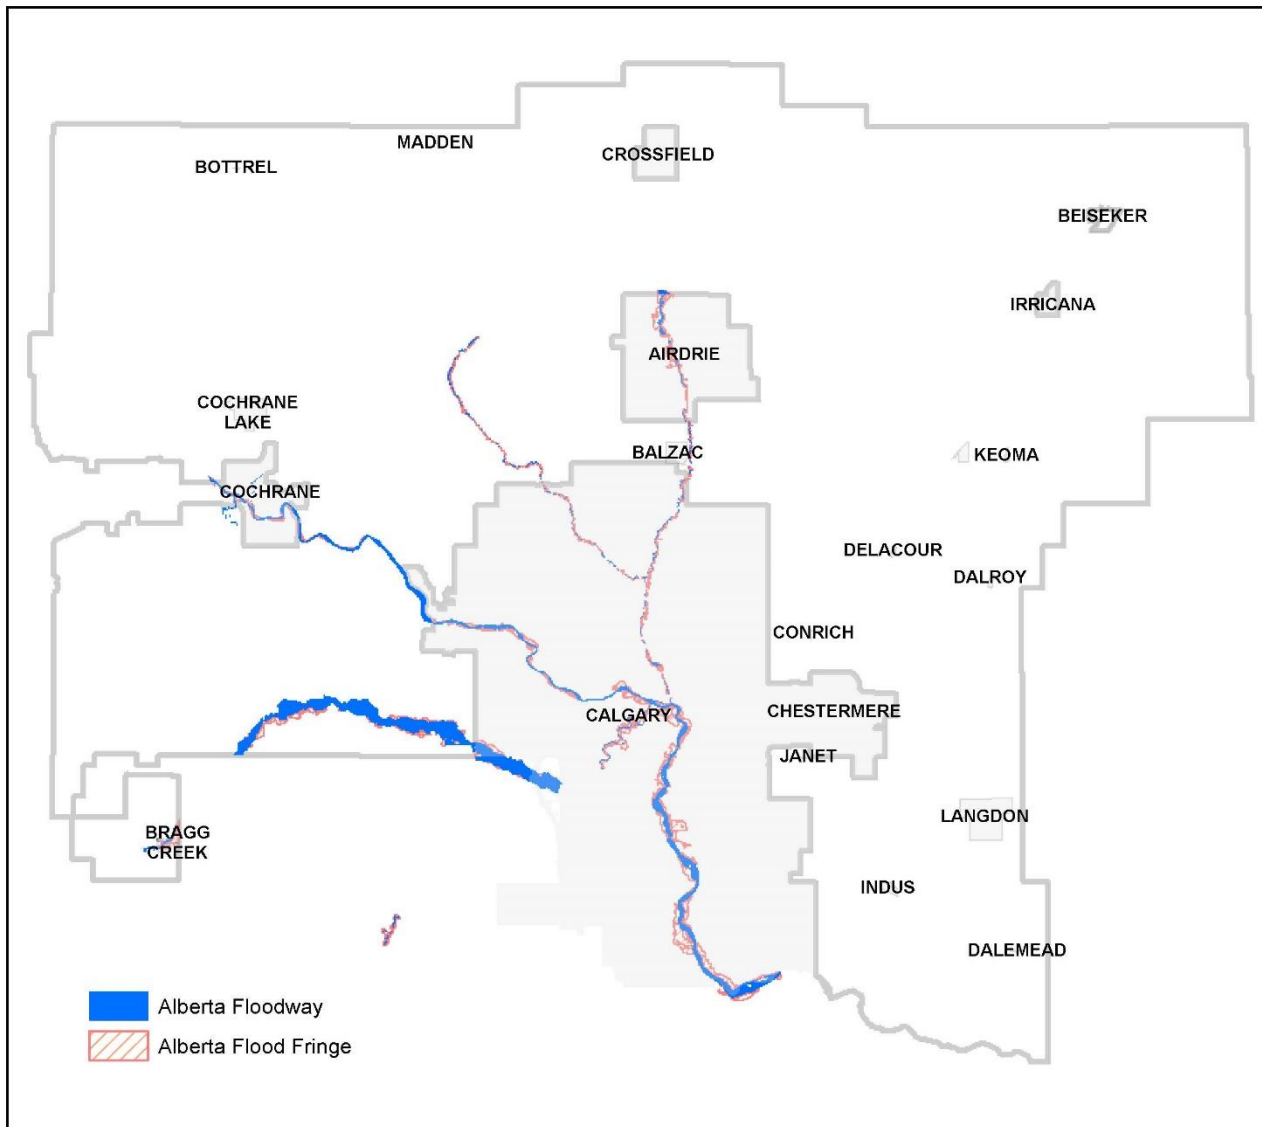 MADDEN
CROSSFIELD
BOTTREL
BEISEKER
IRRICANA
AIRDRIE
COCHRANE
LAKE
BALZAC
KEOMA
COCHRANE
DELACOUR
DALROY
CONRICH
CALGARY
CHESTERMERE
JANET
LANGDON
BRAGG
CREEK
INDUS
DALEMEAD
Alberta Floodway
Alberta Flood Fringe